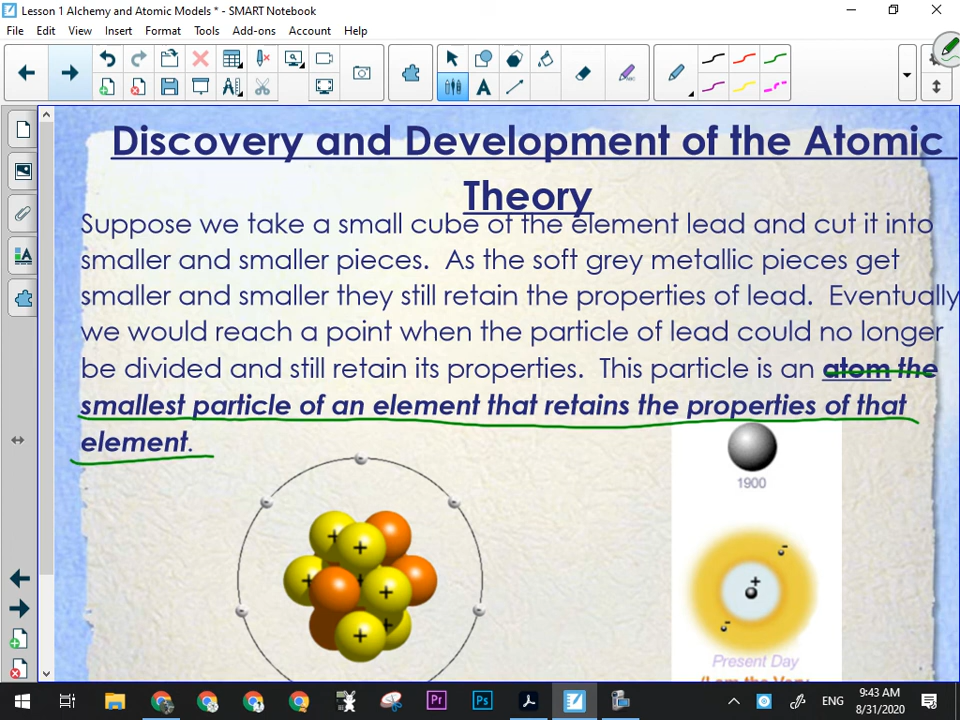 Lesson 1 Alchemy and Atomic Models * - SMART Notebook
File Edit View Insert Format Tools Add-ons Account Help
A
Discovery and Development of the Atomic
Theory
Suppose we take a small cube of the element lead and cut it into
smaller and smaller pieces. As the soft grey metallic pieces get
smaller and smaller they still retain the properties of lead. Eventually
we would reach a point when the particle of lead could no longer
be divided and still retain its properties. This particle is an atom the
smallest particle of an element that retains the properties of that
element.
1900
+ + + + + +
+
- -
Present Day
Pr Ps
ENG
9:43 AM
8/31/2020